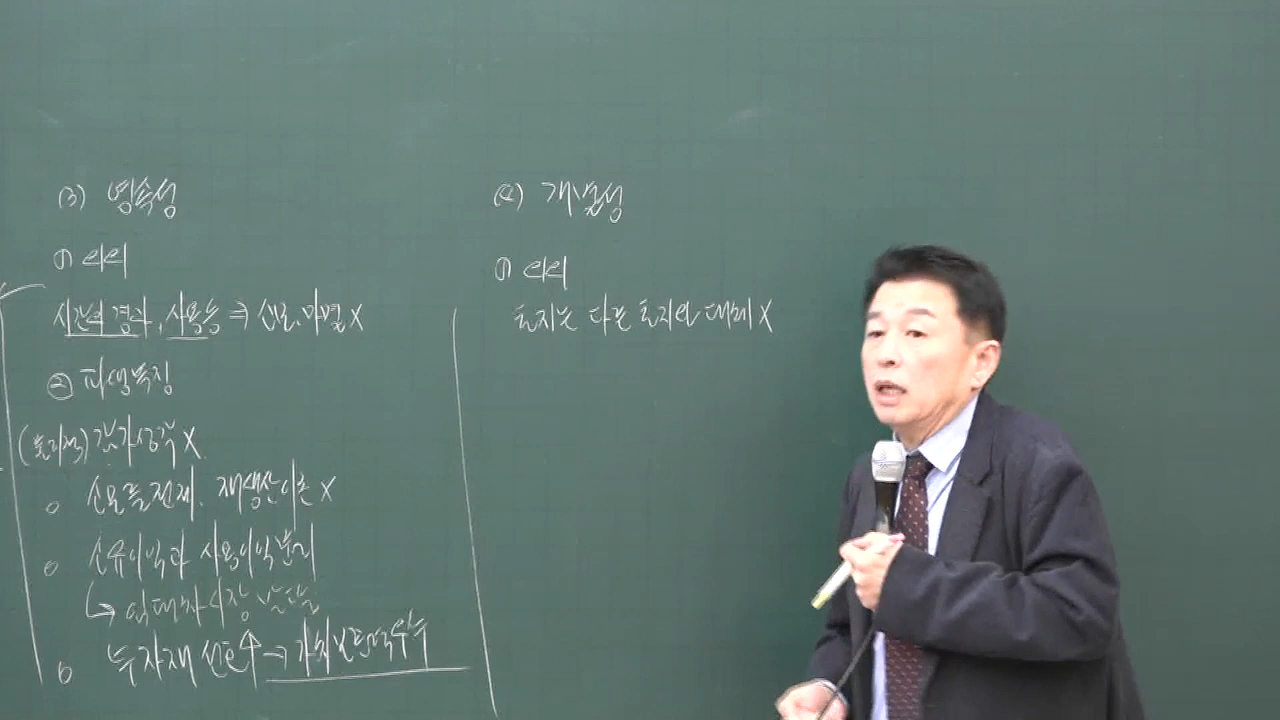 (3) 영속성
① 의의
시간의 경과, 사용등 ⇒ 소모, 마멸 X
② 파생특징
(물리적) 감가상각 X
o 소모를전제, 재생산이론 X
o 소유이익과 사용이익 분리
↳ 임대차시장 발달
o 투자재 선호↑ → 가치보존력우수
(4) 개별성
① 의의
토지는 다른 토지와 대체 X